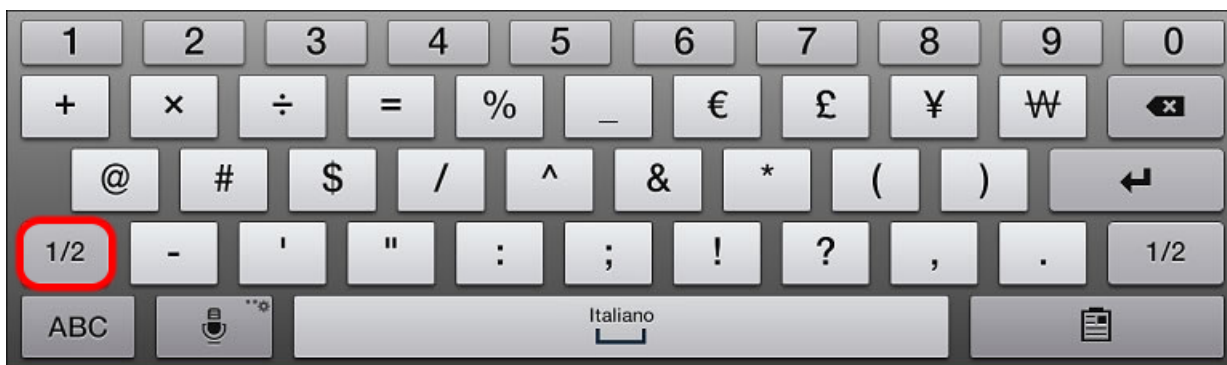 1 2 3 4 5 6 7 8 9 0
+ × ÷ = % _ € £ ¥ ₩
@ # $ / ^ & * ( )
1/2 - ' " : ; ! ? , . 1/2
ABC Italiano